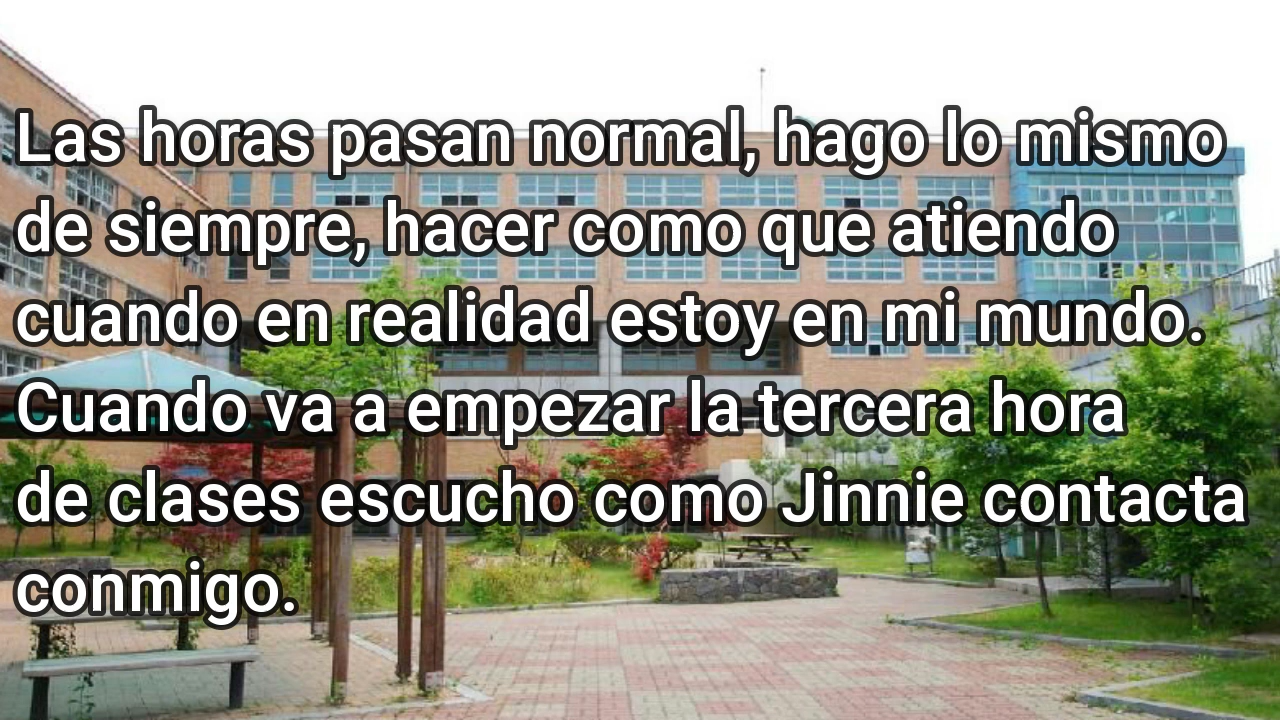 Las horas pasan normal, hago lo mismo
de siempre, hacer como que atiendo
cuando en realidad estoy en mi mundo.
Cuando va a empezar la tercera hora
de clases escucho como Jinnie contacta
conmigo.